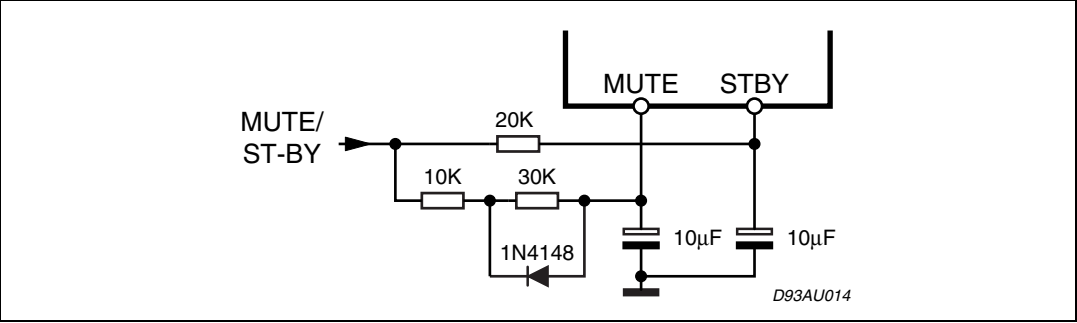 MUTE STBY
MUTE/
ST-BY
20K
10K 30K
1N4148
10μF 10μF
D93AU014